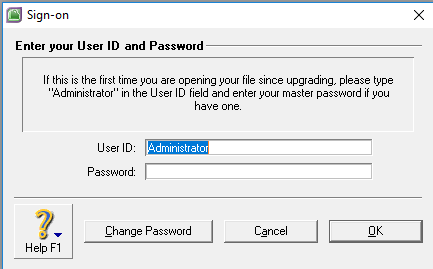 Sign-on
Enter your User ID and Password
If this is the first time you are opening your file since upgrading, please type
"Administrator" in the User ID field and enter your master password if you
have one.
User ID: Administrator
Password:
Help F1
Change Password
Cancel
OK